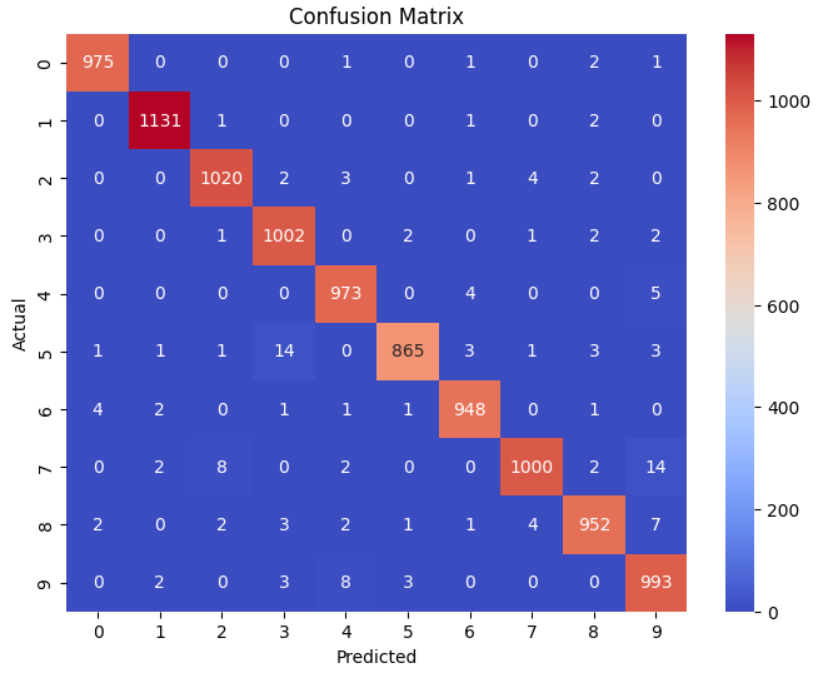 Confusion Matrix
0 975 0 0 0 1 0 1 0 2 1
1 0 1131 1 0 0 0 1 0 2 0
2 0 0 1020 2 3 0 1 4 2 0
3 0 0 1 1002 0 2 0 1 2 2
4 0 0 0 0 973 0 4 0 0 5
5 1 1 1 14 0 865 3 1 3 3
6 4 2 0 1 1 1 948 0 1 0
7 0 2 8 0 2 0 0 1000 2 14
8 2 0 2 3 2 1 1 4 952 7
9 0 2 0 3 8 3 0 0 0 993
0 1 2 3 4 5 6 7 8 9
Predicted
Actual
1000
800
600
400
200
0